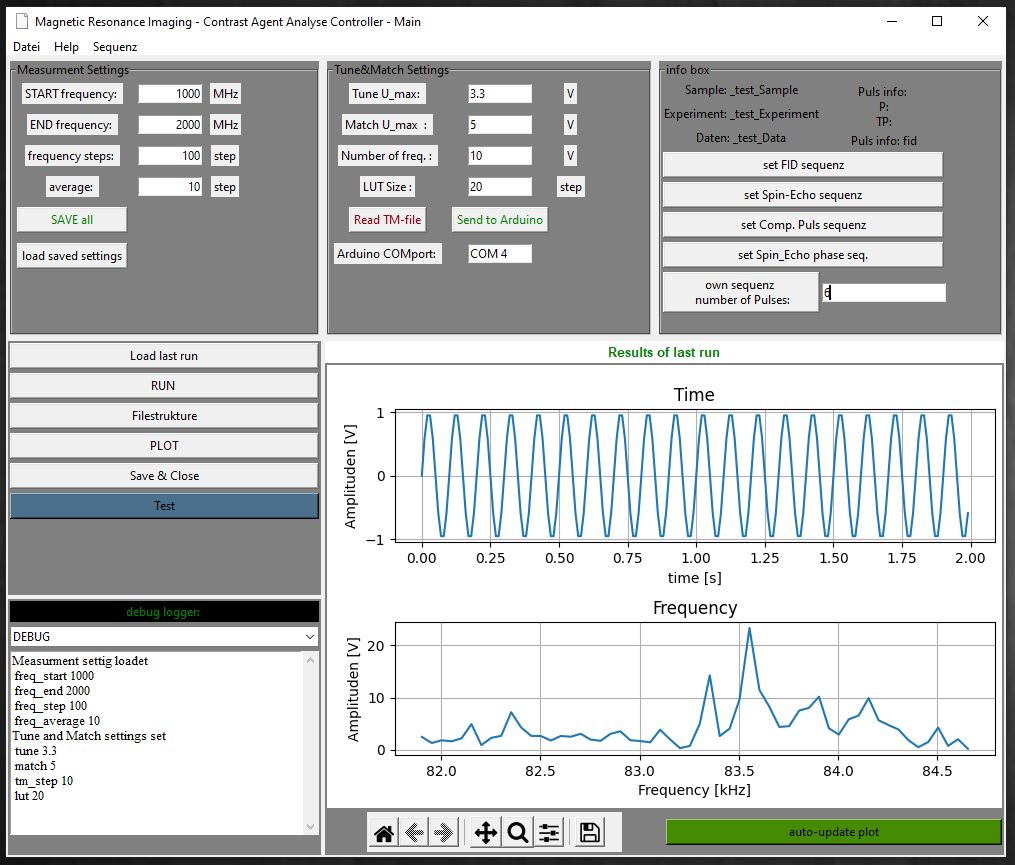 Magnetic Resonance Imaging - Contrast Agent Analyse Controller - Main
Datei Help Sequenz
Measurment Settings
START frequency: 1000 MHz
END frequency: 2000 MHz
frequency steps: 100 step
average: 10 step
SAVE all
load saved settings
Tune&Match Settings
Tune U_max: 3.3 V
Match U_max : 5 V
Number of freq. : 10 V
LUT Size : 20 step
Read TM-file Send to Arduino
Arduino COMport: COM 4
info box
Sample: _test_Sample
Experiment: _test_Experiment
Daten: _test_Data
Puls info:
P:
TP:
Puls info: fid
set FID sequenz
set Spin-Echo sequenz
set Comp. Puls sequenz
set Spin_Echo phase seq.
own sequenz
number of Pulses:
6
Load last run
RUN
Filestrukture
PLOT
Save & Close
Test
debug logger:
DEBUG
Measurment settig loadet
freq_start 1000
freq_end 2000
freq_step 100
freq_average 10
Tune and Match settings set
tune 3.3
match 5
tm_step 10
lut 20
Results of last run
Time
Amplituden [V]
1
0
−1
0.00 0.25 0.50 0.75 1.00 1.25 1.50 1.75 2.00
time [s]
Frequency
Amplituden [V]
20
10
0
82.0 82.5 83.0 83.5 84.0 84.5
Frequency [kHz]
auto-update plot